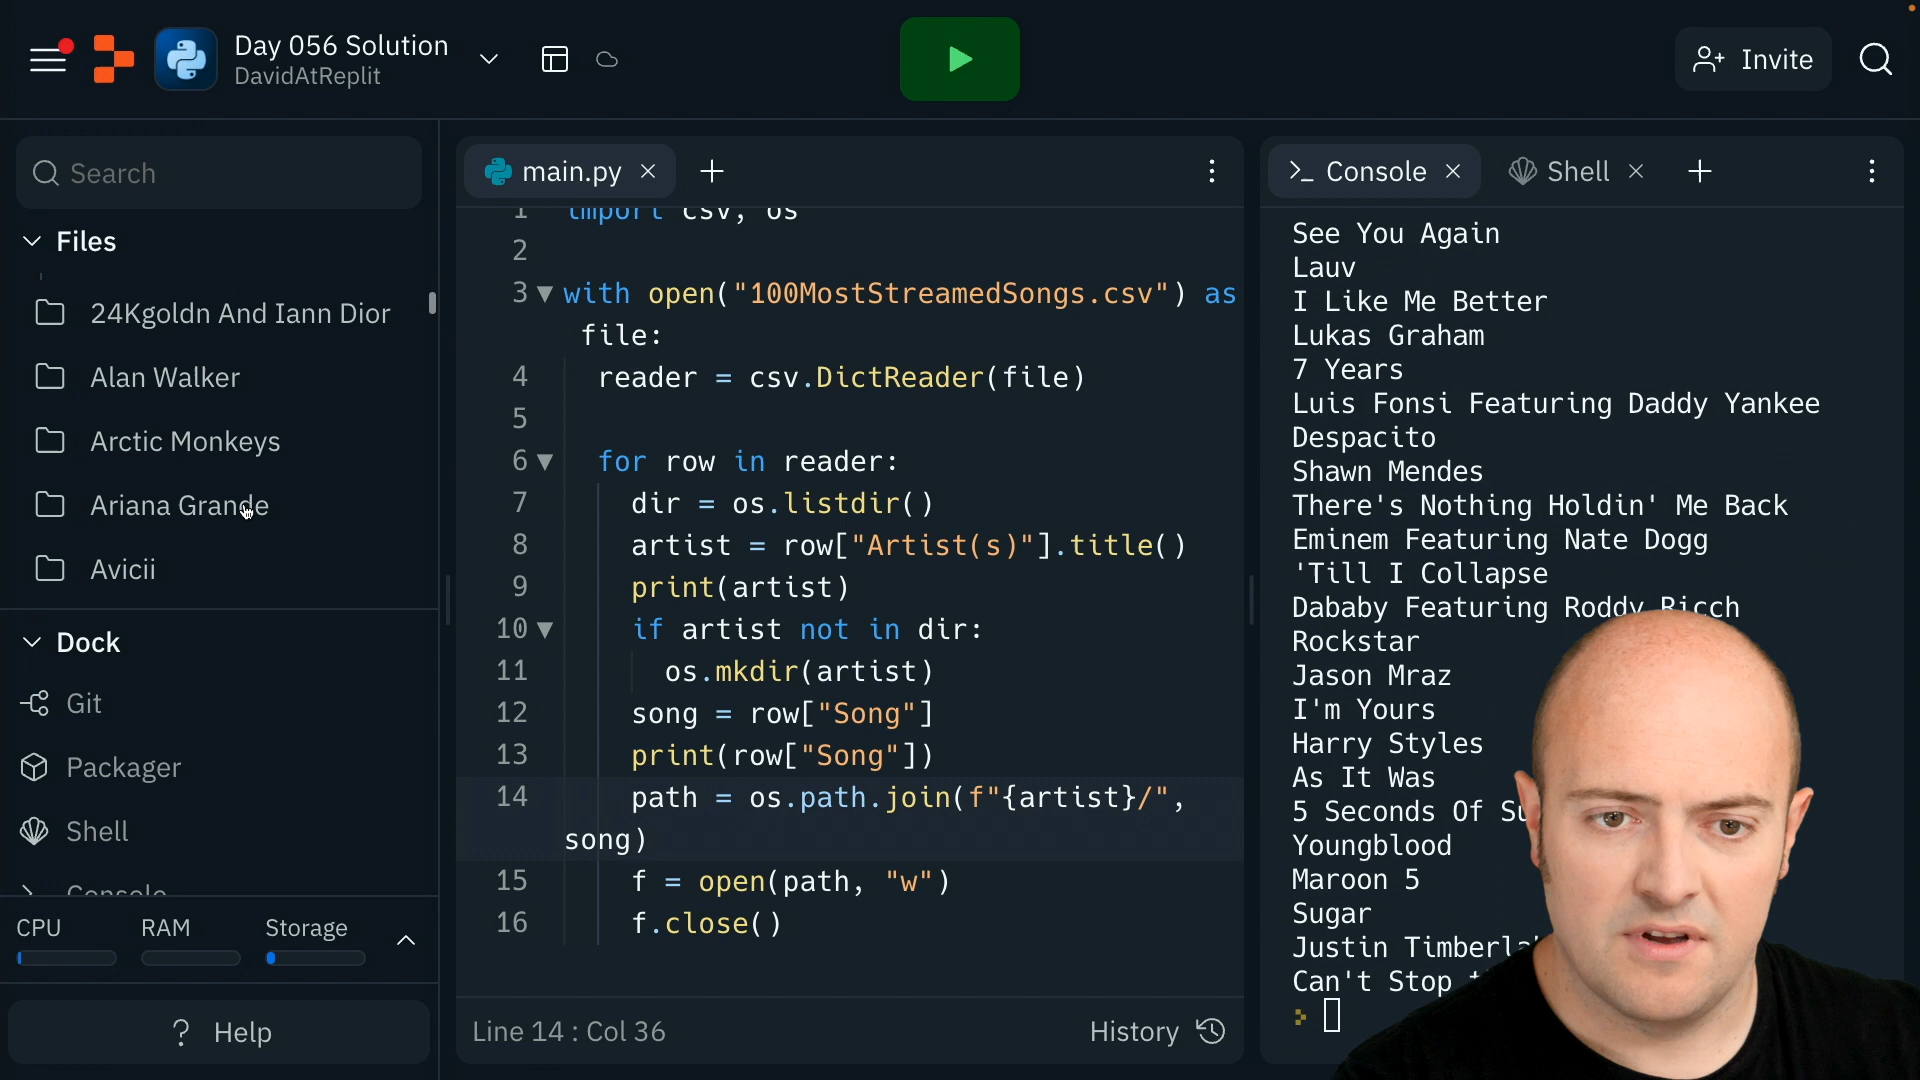 Day 056 Solution
DavidAtReplit
Invite
Search
Files
24Kgoldn And Iann Dior
Alan Walker
Arctic Monkeys
Ariana Grande
Avicii
Dock
Git
Packager
Shell
Console
CPU RAM Storage
? Help
main.py
1 import csv, os
2
3 with open("100MostStreamedSongs.csv") as
file:
4 reader = csv.DictReader(file)
5
6 for row in reader:
7 dir = os.listdir()
8 artist = row["Artist(s)"].title()
9 print(artist)
10 if artist not in dir:
11 os.mkdir(artist)
12 song = row["Song"]
13 print(row["Song"])
14 path = os.path.join(f"{artist}/",
song)
15 f = open(path, "w")
16 f.close()
Line 14 : Col 36
History
Console Shell
See You Again
Lauv
I Like Me Better
Lukas Graham
7 Years
Luis Fonsi Featuring Daddy Yankee
Despacito
Shawn Mendes
There's Nothing Holdin' Me Back
Eminem Featuring Nate Dogg
'Till I Collapse
Dababy Featuring Roddy Ricch
Rockstar
Jason Mraz
I'm Yours
Harry Styles
As It Was
5 Seconds Of
Youngblood
Maroon 5
Sugar
Justin
Can't Stop